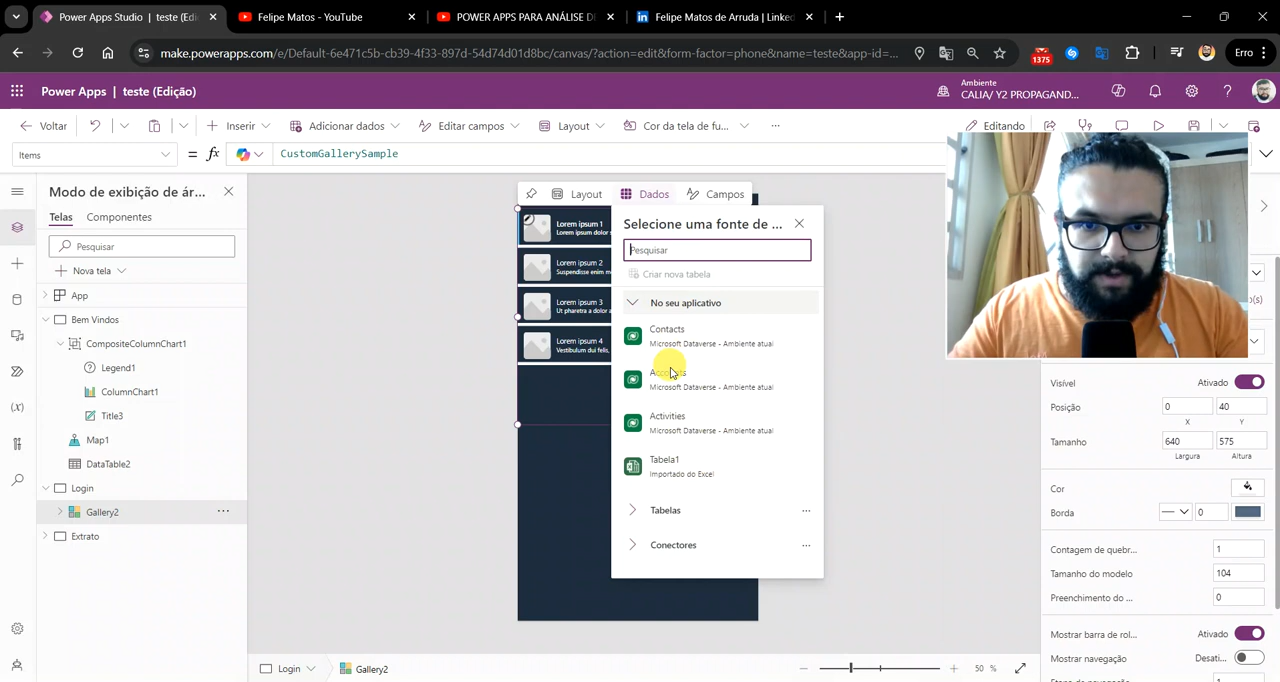 Power Apps Studio | teste (Edição
Felipe Matos - YouTube
POWER APPS PARA ANÁLISE DE
Felipe Matos de Arruda | Linked
make.powerapps.com/e/Default-6e471c5b-cb39-4f33-897d-54d74d01d8bc/canvas/?action=edit&form-factor=phone&name=teste&app-id=...
1375
Erro
Power Apps | teste (Edição)
Ambiente
CALIA/ Y2 PROPAGAND...
Voltar
Inserir
Adicionar dados
Editar campos
Layout
Cor da tela de fu...
Editando
Items
= fx
CustomGallerySample
Modo de exibição de ár...
Telas
Componentes
Pesquisar
Nova tela
App
Bem Vindos
CompositeColumnChart1
Legend1
ColumnChart1
Title3
Map1
DataTable2
Login
Gallery2
Extrato
Layout
Dados
Campos
Lorem ipsum 1
Lorem ipsum dolor s
Lorem ipsum 2
Suspendisse enim m
Lorem ipsum 3
Ut pharetra a dolor a
Lorem ipsum 4
Vestibulum dui felis,
Selecione uma fonte de ...
Pesquisar
Criar nova tabela
No seu aplicativo
Contacts
Microsoft Dataverse - Ambiente atual
Accounts
Microsoft Dataverse - Ambiente atual
Activities
Microsoft Dataverse - Ambiente atual
Tabela1
Importado do Excel
Tabelas
Conectores
Visível
Ativado
Posição
0
40
X
Y
Tamanho
640
575
Largura
Altura
Cor
Borda
0
Contagem de quebr...
1
Tamanho do modelo
104
Preenchimento do ...
0
Mostrar barra de rol...
Ativado
Mostrar navegação
Desati...
1
Login
Gallery2
50 %